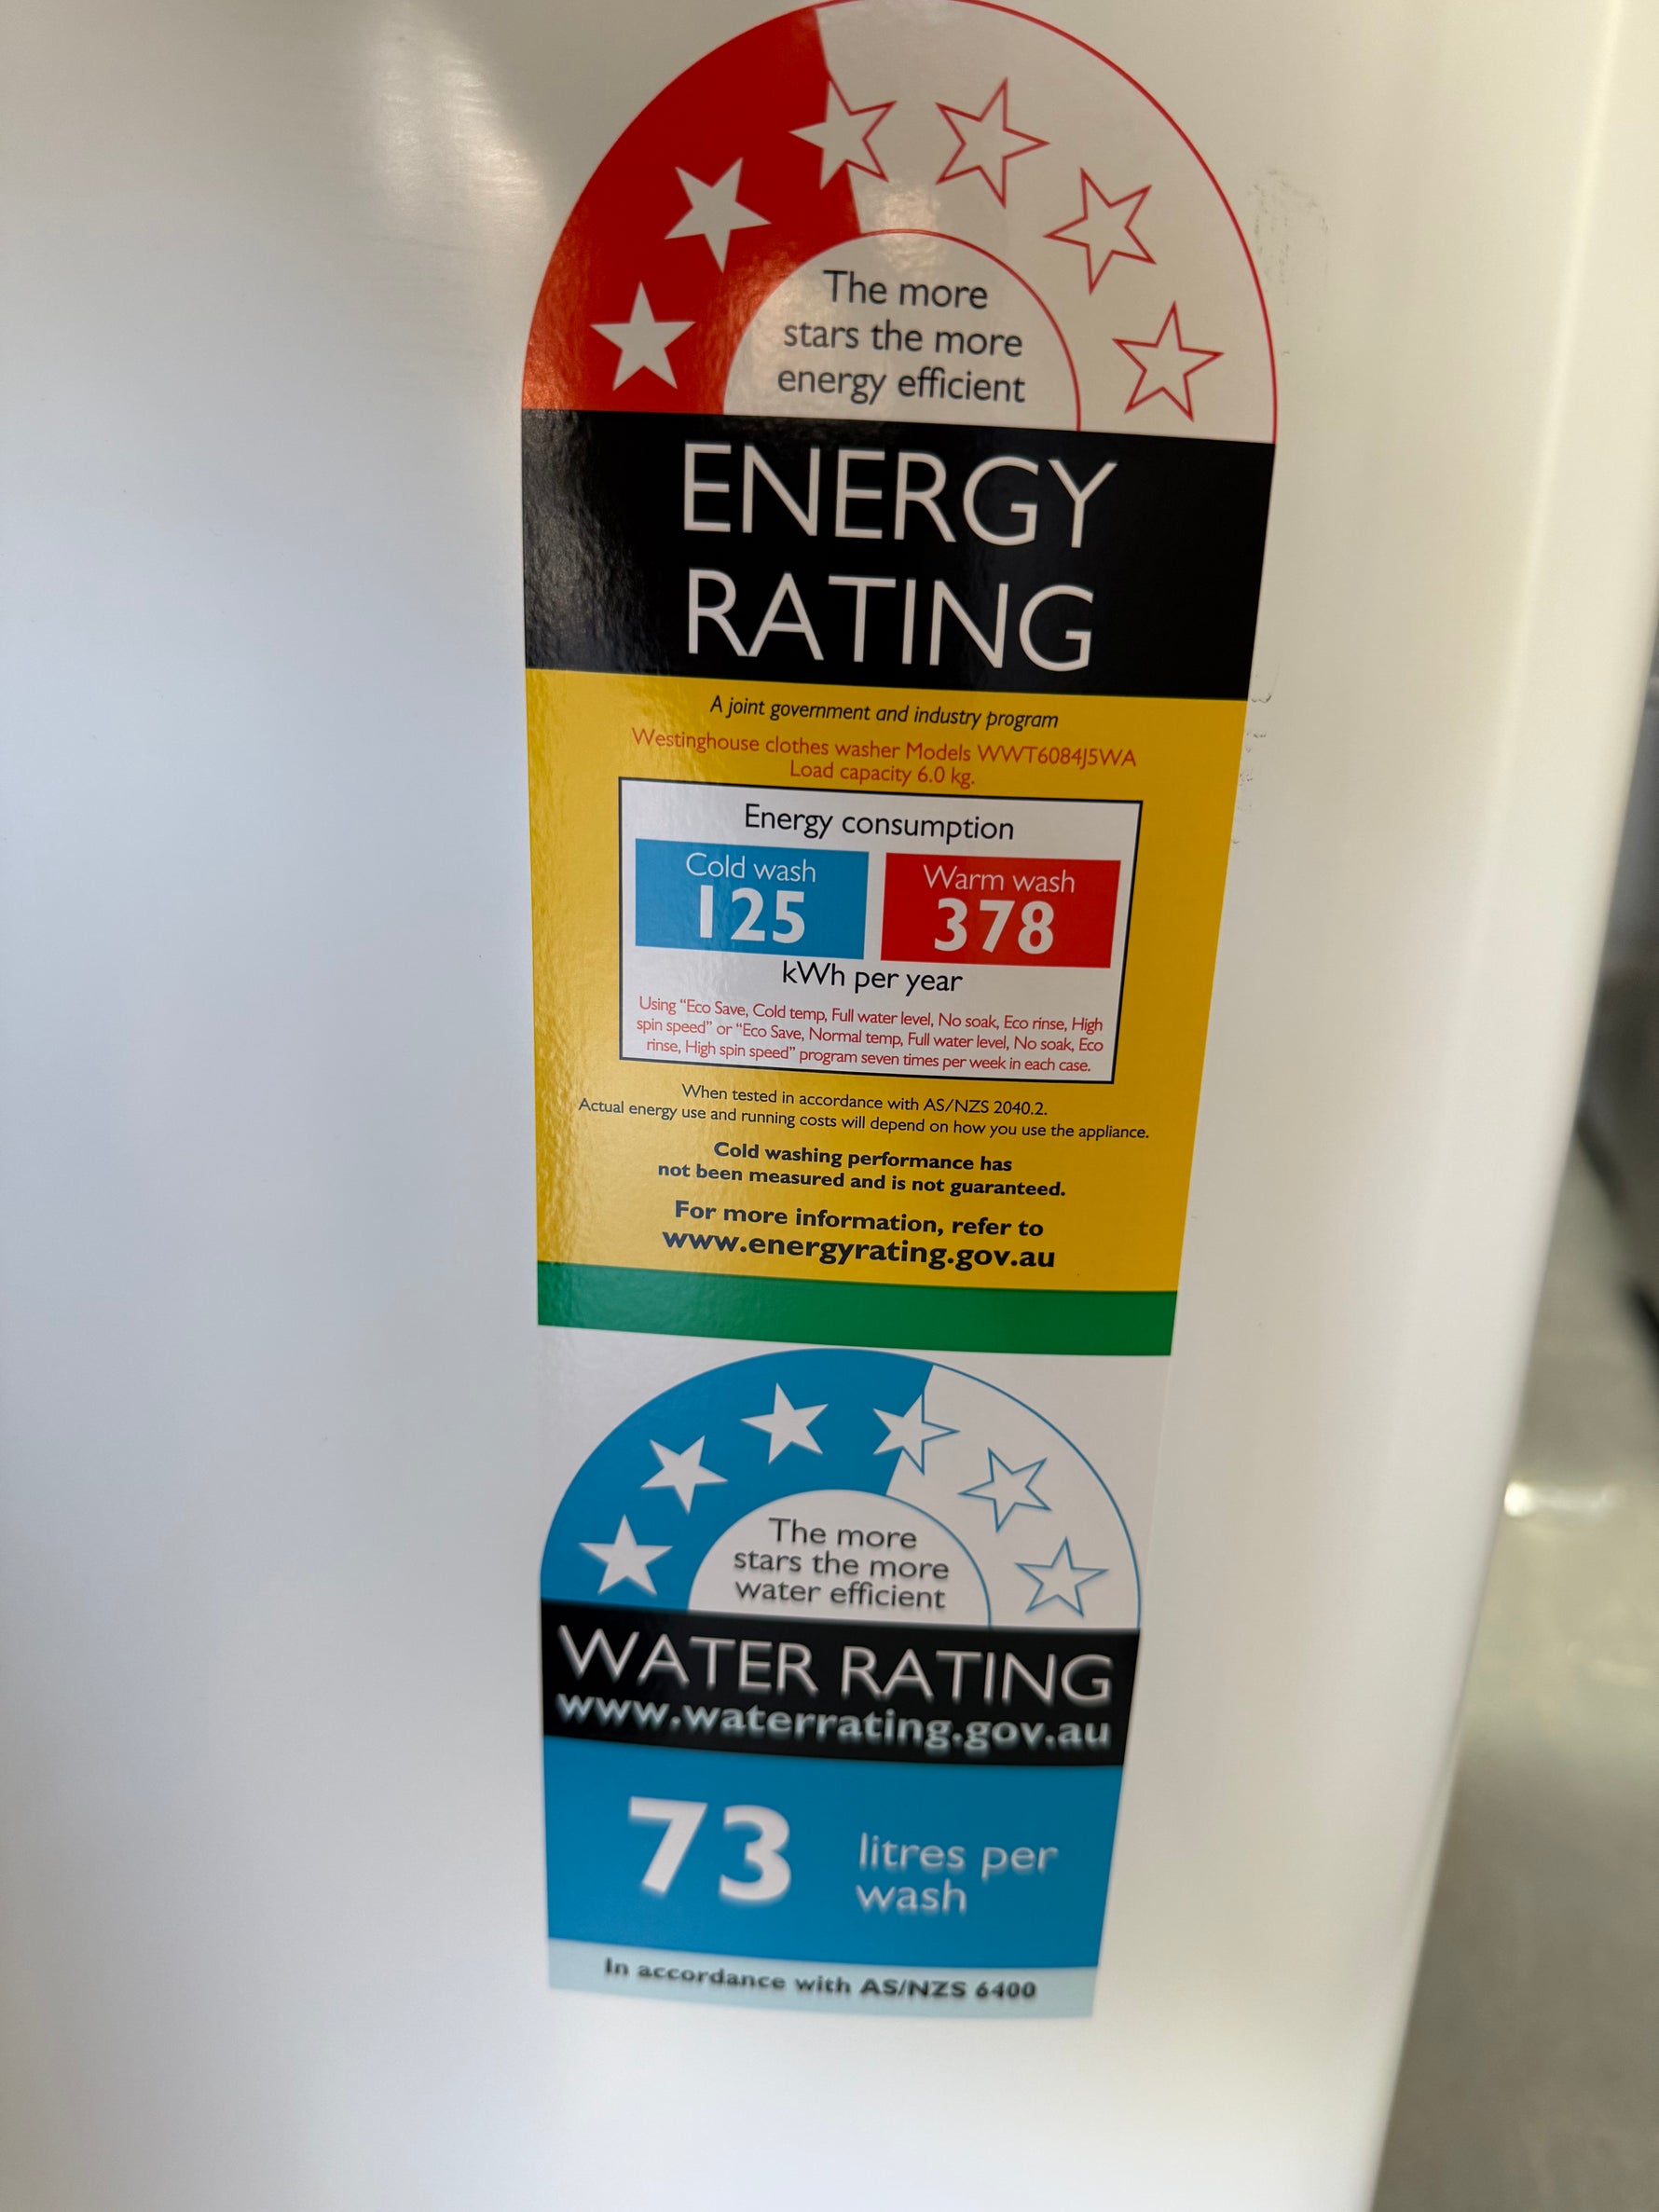 The more
stars the more
energy efficient
ENERGY
RATING
A joint government and industry program
Westinghouse clothes washer Models WWT6084J5WA
Load capacity 6.0 kg.
Energy consumption
Cold wash
125
Warm wash
378
kWh per year
Using “Eco Save, Cold temp, Full water level, No soak, Eco rinse, High
spin speed” or “Eco Save, Normal temp, Full water level, No soak, Eco
rinse, High spin speed” program seven times per week in each case.
When tested in accordance with AS/NZS 2040.2.
Actual energy use and running costs will depend on how you use the appliance.
Cold washing performance has
not been measured and is not guaranteed.
For more information, refer to
www.energyrating.gov.au
The more
stars the more
water efficient
WATER RATING
www.waterrating.gov.au
73
litres per
wash
In accordance with AS/NZS 6400